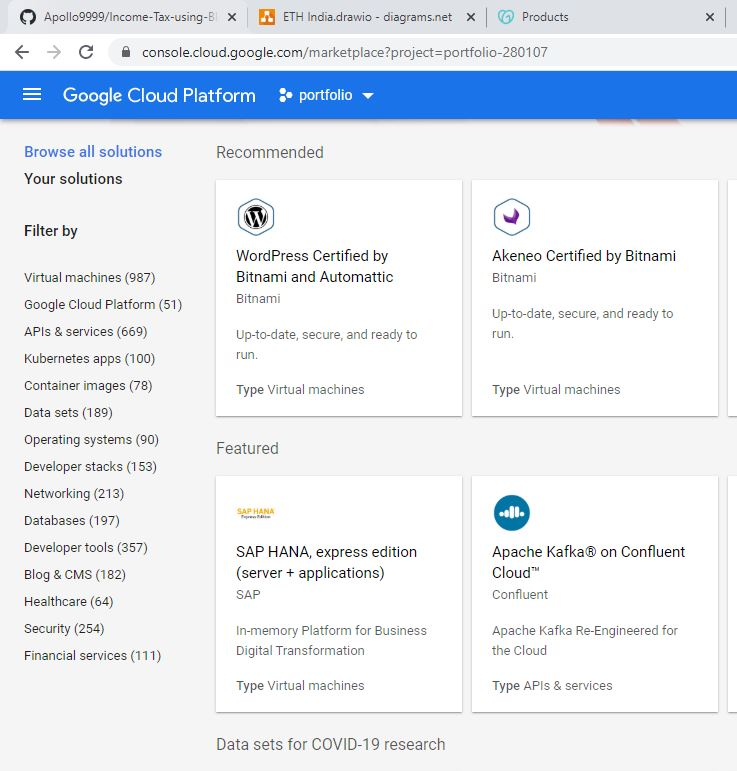 Apollo9999/Income-Tax-using-Bl
ETH India.drawio - diagrams.net
Products
console.cloud.google.com/marketplace?project=portfolio-280107
Google Cloud Platform
portfolio
Browse all solutions
Your solutions
Filter by
Virtual machines (987)
Google Cloud Platform (51)
APIs & services (669)
Kubernetes apps (100)
Container images (78)
Data sets (189)
Operating systems (90)
Developer stacks (153)
Networking (213)
Databases (197)
Developer tools (357)
Blog & CMS (182)
Healthcare (64)
Security (254)
Financial services (111)
Recommended
WordPress Certified by
Bitnami and Automattic
Bitnami
Up-to-date, secure, and ready to
run.
Type Virtual machines
Akeneo Certified by Bitnami
Bitnami
Up-to-date, secure, and ready to
run.
Type Virtual machines
Featured
SAP HANA
Express Edition
SAP HANA, express edition
(server + applications)
SAP
In-memory Platform for Business
Digital Transformation
Type Virtual machines
Apache Kafka® on Confluent
Cloud™
Confluent
Apache Kafka Re-Engineered for
the Cloud
Type APIs & services
Data sets for COVID-19 research